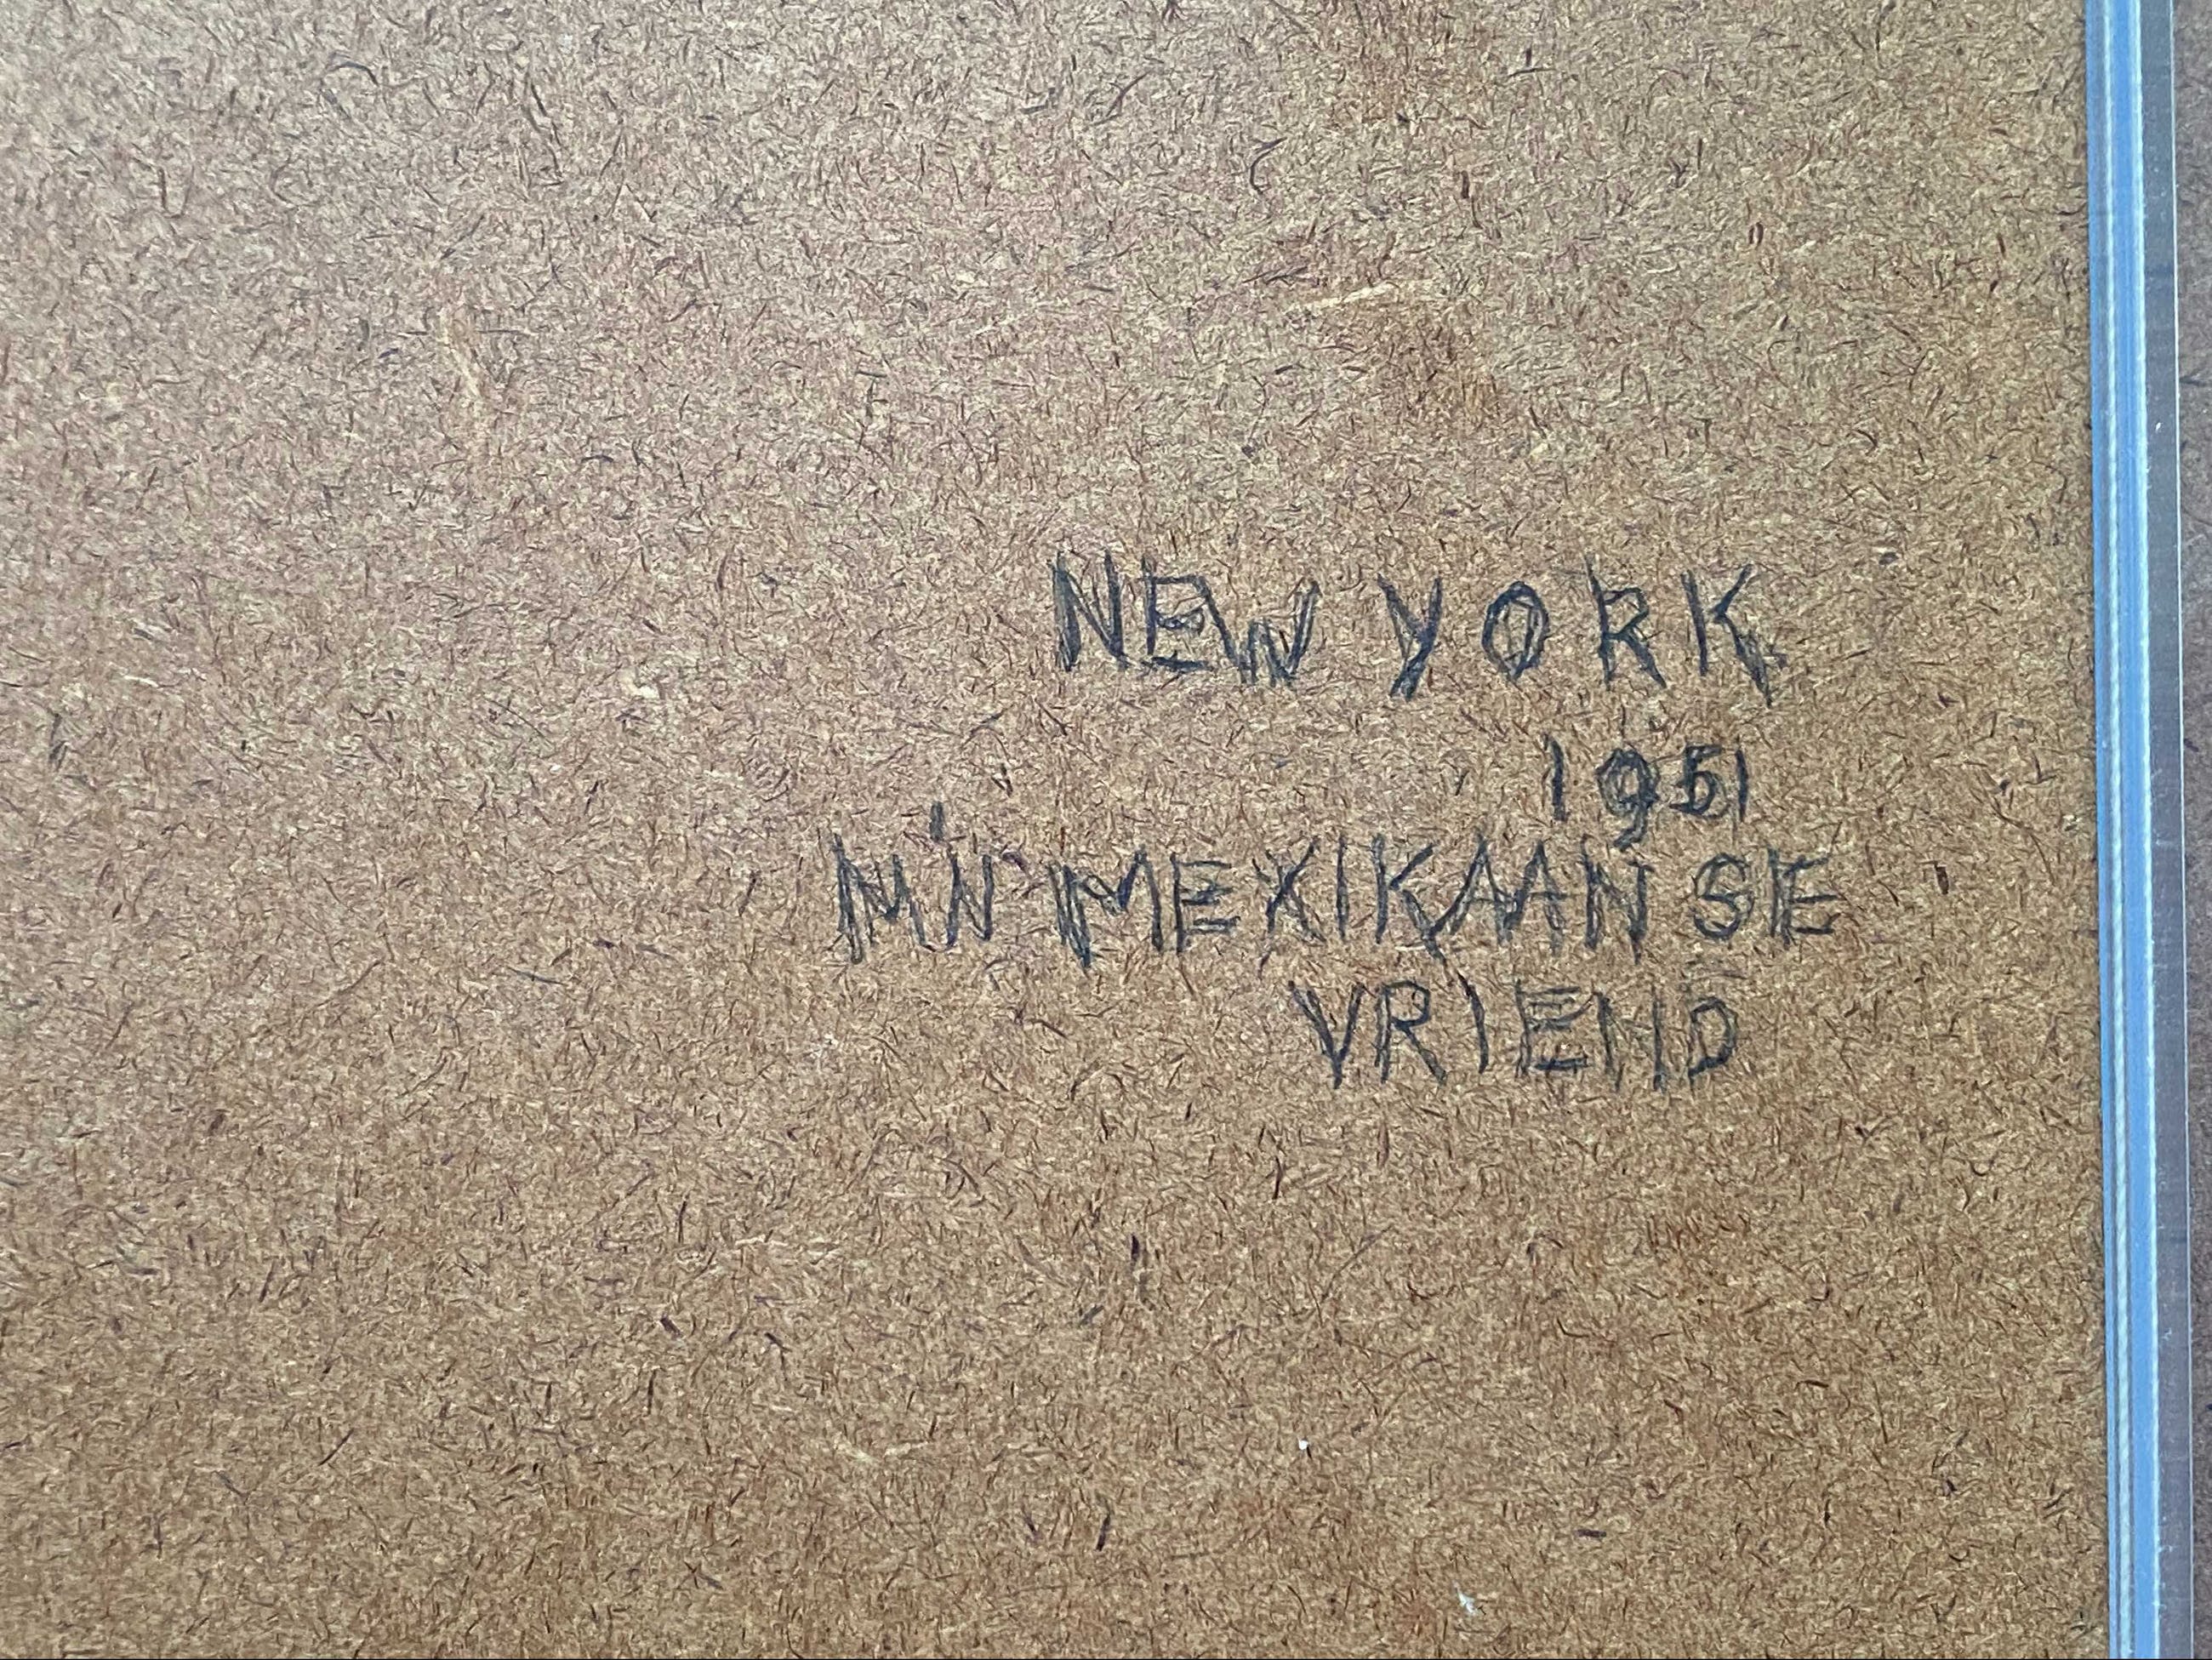 NEW YORK
1951
M'N MEXIKAANSE
VRIEND